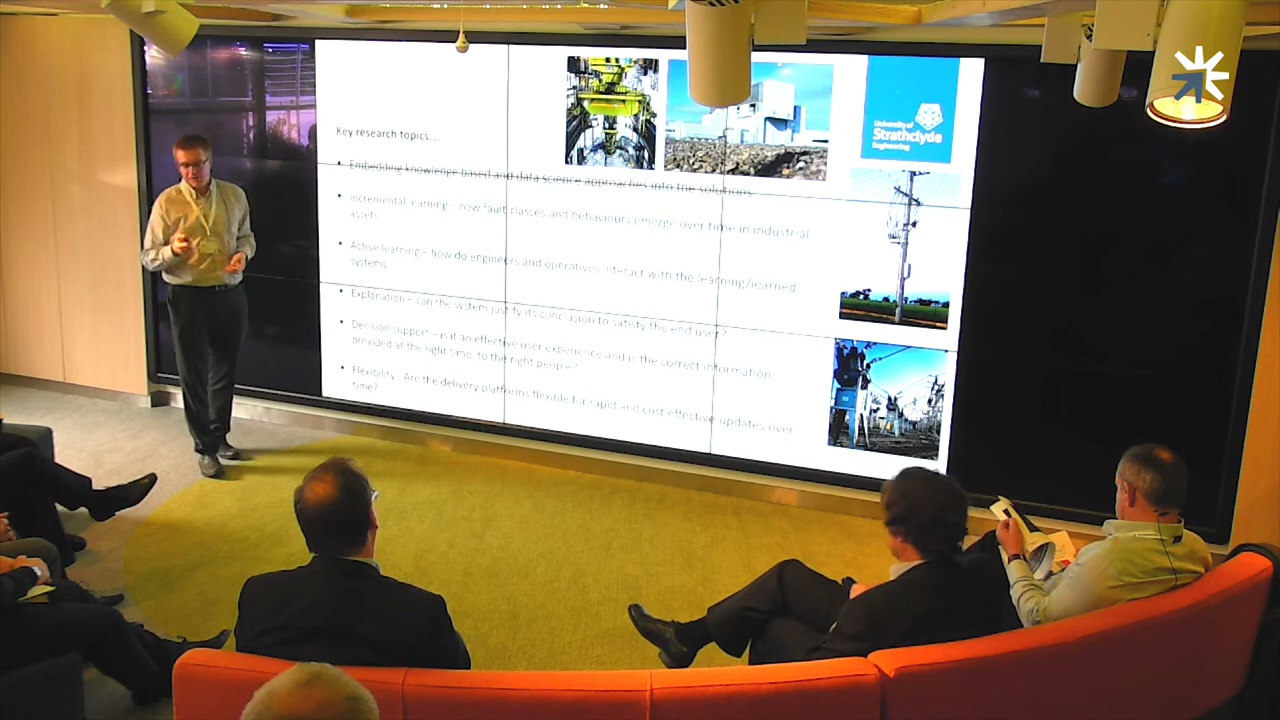 University of
Strathclyde
Engineering
Key research topics....
Embedding knowledge based and data science approaches into the solutions
Incremental learning – new fault classes and behaviours emerge over time in industrial
assets
Active learning – how do engineers and operatives interact with the learning/learned
systems
Explanation – can the system justify its conclusion to satisfy the end user?
Decision support – is it an effective user experience and is the correct information
provided at the right time, to the right people?
Flexibility - Are the delivery platforms flexible for rapid and cost effective updates over
time?